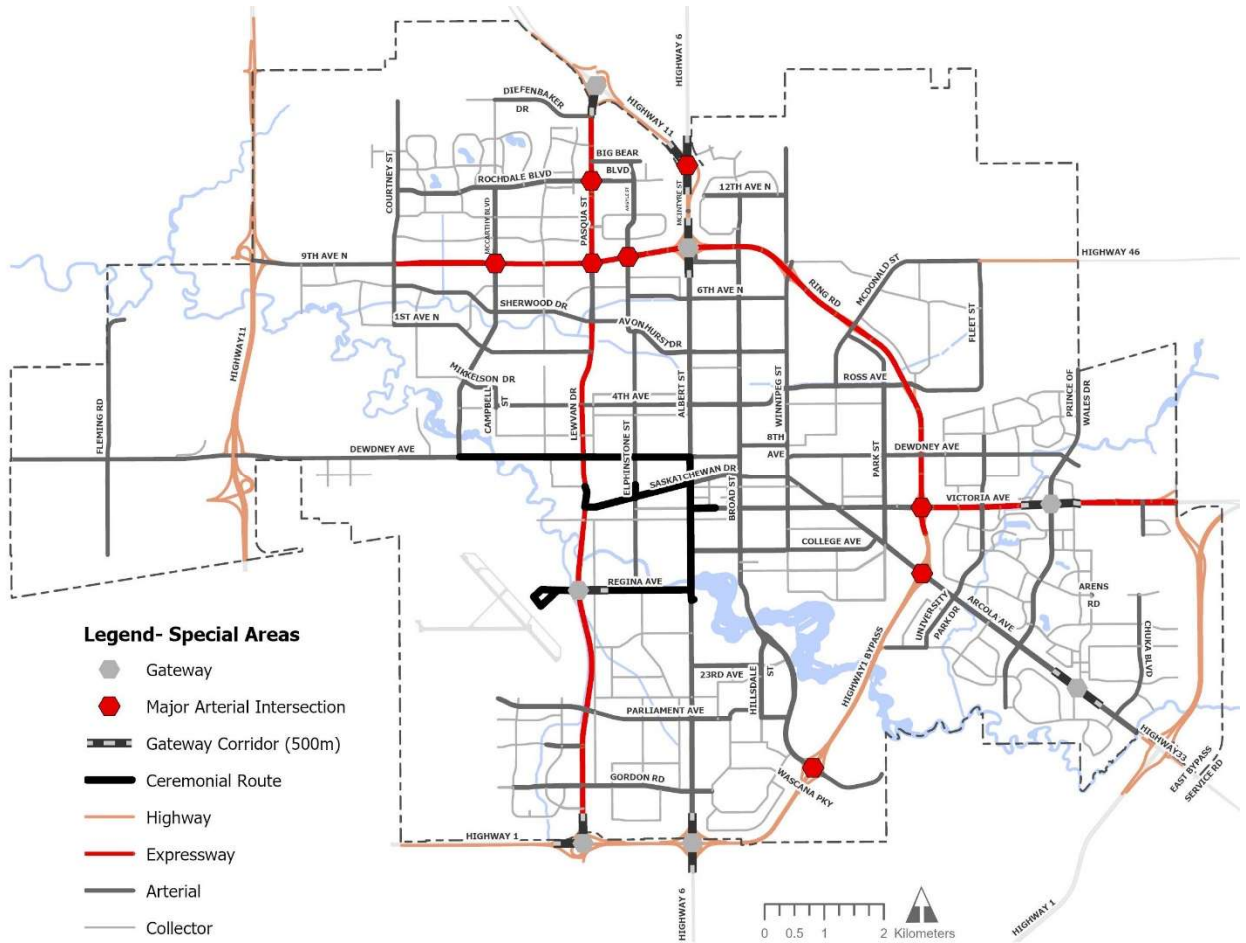 HIGHWAY 6
DIEFENBAKER
DR
HIGHWAY 11
BIG BEAR
BLVD
ROCHDALE BLVD
COURTNEY ST
MCCARTHY BLVD
PASQUA ST
ARGYLE ST
MCINTYRE ST
12TH AVE N
9TH AVE N
HIGHWAY 46
RING RD
MCDONALD ST
6TH AVE N
SHERWOOD DR
1ST AVE N
AVONHURST DR
FLEET ST
HIGHWAY11
MIKKELSON DR
CAMPBELL
ST
LEWVAN DR
4TH AVE
ALBERT ST
WINNIPEG ST
ROSS AVE
PRINCE OF
WALES DR
FLEMING RD
DEWDNEY AVE
ELPHINSTONE ST
8TH
AVE
DEWDNEY AVE
PARK ST
SASKATCHEWAN DR
BROAD ST
VICTORIA AVE
COLLEGE AVE
REGINA AVE
UNIVERSITY
PARK DR
ARCOLA AVE
ARENS
RD
CHUKA BLVD
23RD AVE
HILLSDALE
ST
HIGHWAY1 BYPASS
PARLIAMENT AVE
GORDON RD
WASCANA PKY
HIGHWAY33
EAST BYPASS
SERVICE RD
HIGHWAY 1
HIGHWAY 6
HIGHWAY 1
Legend- Special Areas
Gateway
Major Arterial Intersection
Gateway Corridor (500m)
Ceremonial Route
Highway
Expressway
Arterial
Collector
0 0.5 1 2 Kilometers